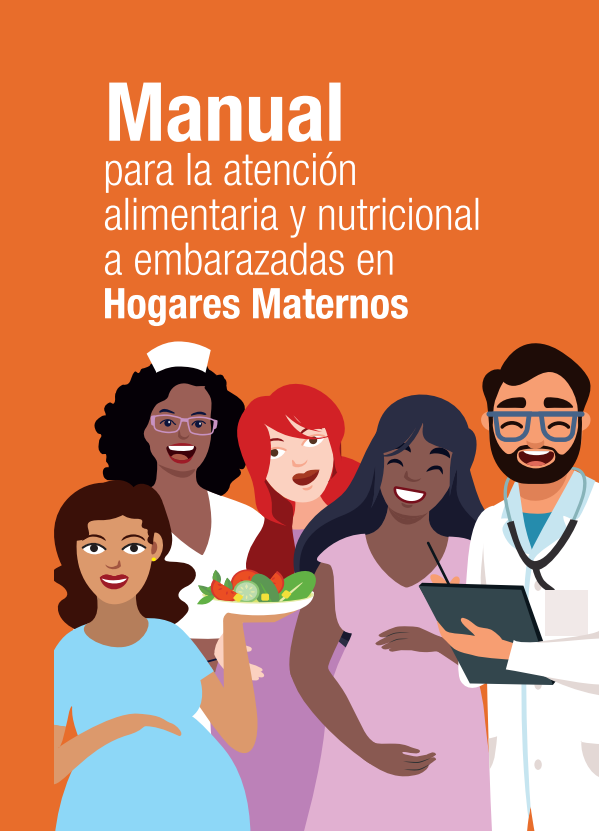 Manual
para la atención
alimentaria y nutricional
a embarazadas en
Hogares Maternos